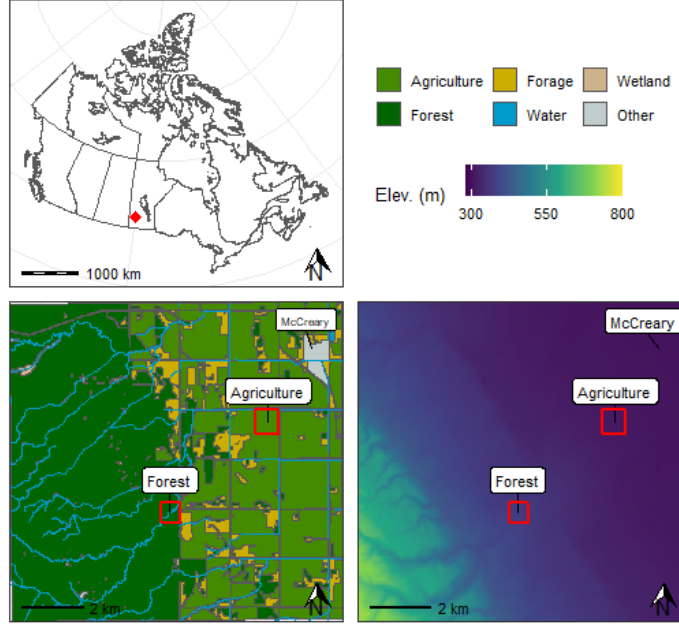 Agriculture Forage Wetland
Forest Water Other
Elev. (m)
300 550 800
1000 km
N
McCreary
Agriculture
Forest
2 km
N
McCreary
Agriculture
Forest
2 km
N